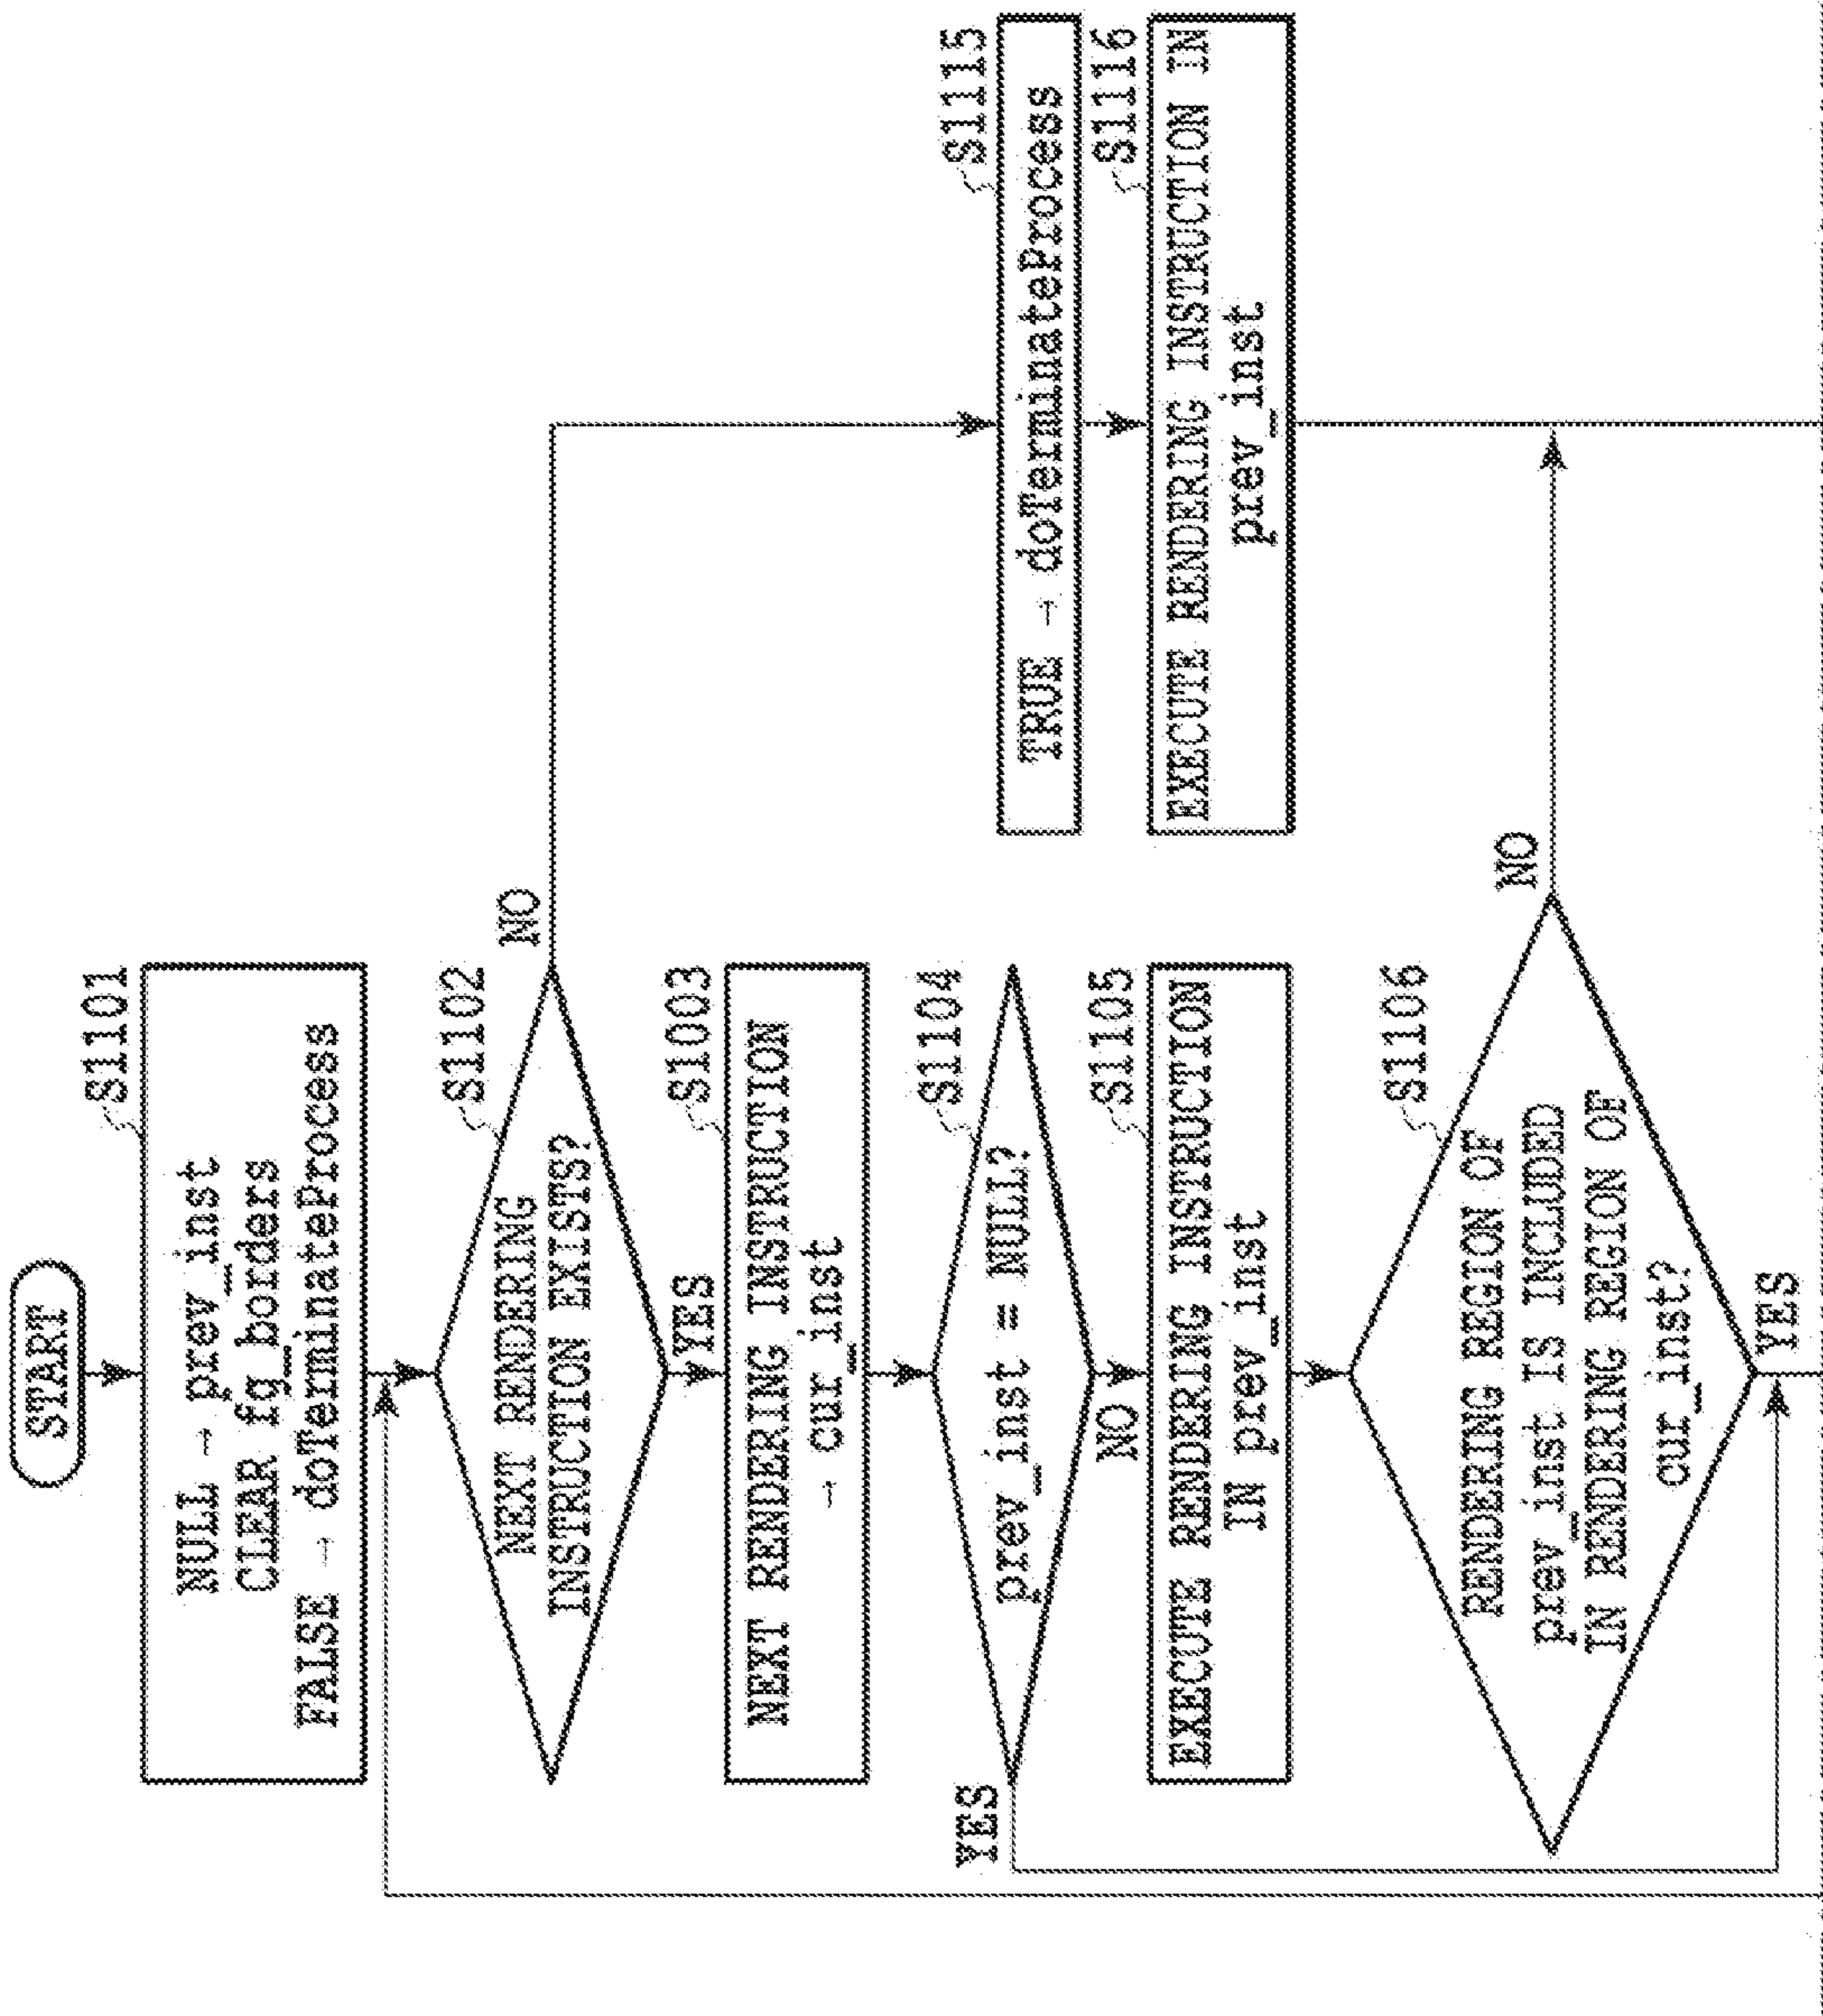 START
S1101
NULL → prev_inst
CLEAR fg_borders
FALSE → doTerminateProcess
S1102
NEXT RENDERING
INSTRUCTION EXISTS?
NO
YES
S1003
NEXT RENDERING INSTRUCTION
→ cur_inst
S1104
prev_inst = NULL?
YES
NO
S1105
EXECUTE RENDERING INSTRUCTION
IN prev_inst
S1106
RENDERING REGION OF
prev_inst IS INCLUDED
IN RENDERING REGION OF
cur_inst?
NO
YES
S1115
TRUE → doTerminateProcess
S1116
EXECUTE RENDERING INSTRUCTION IN
prev_inst